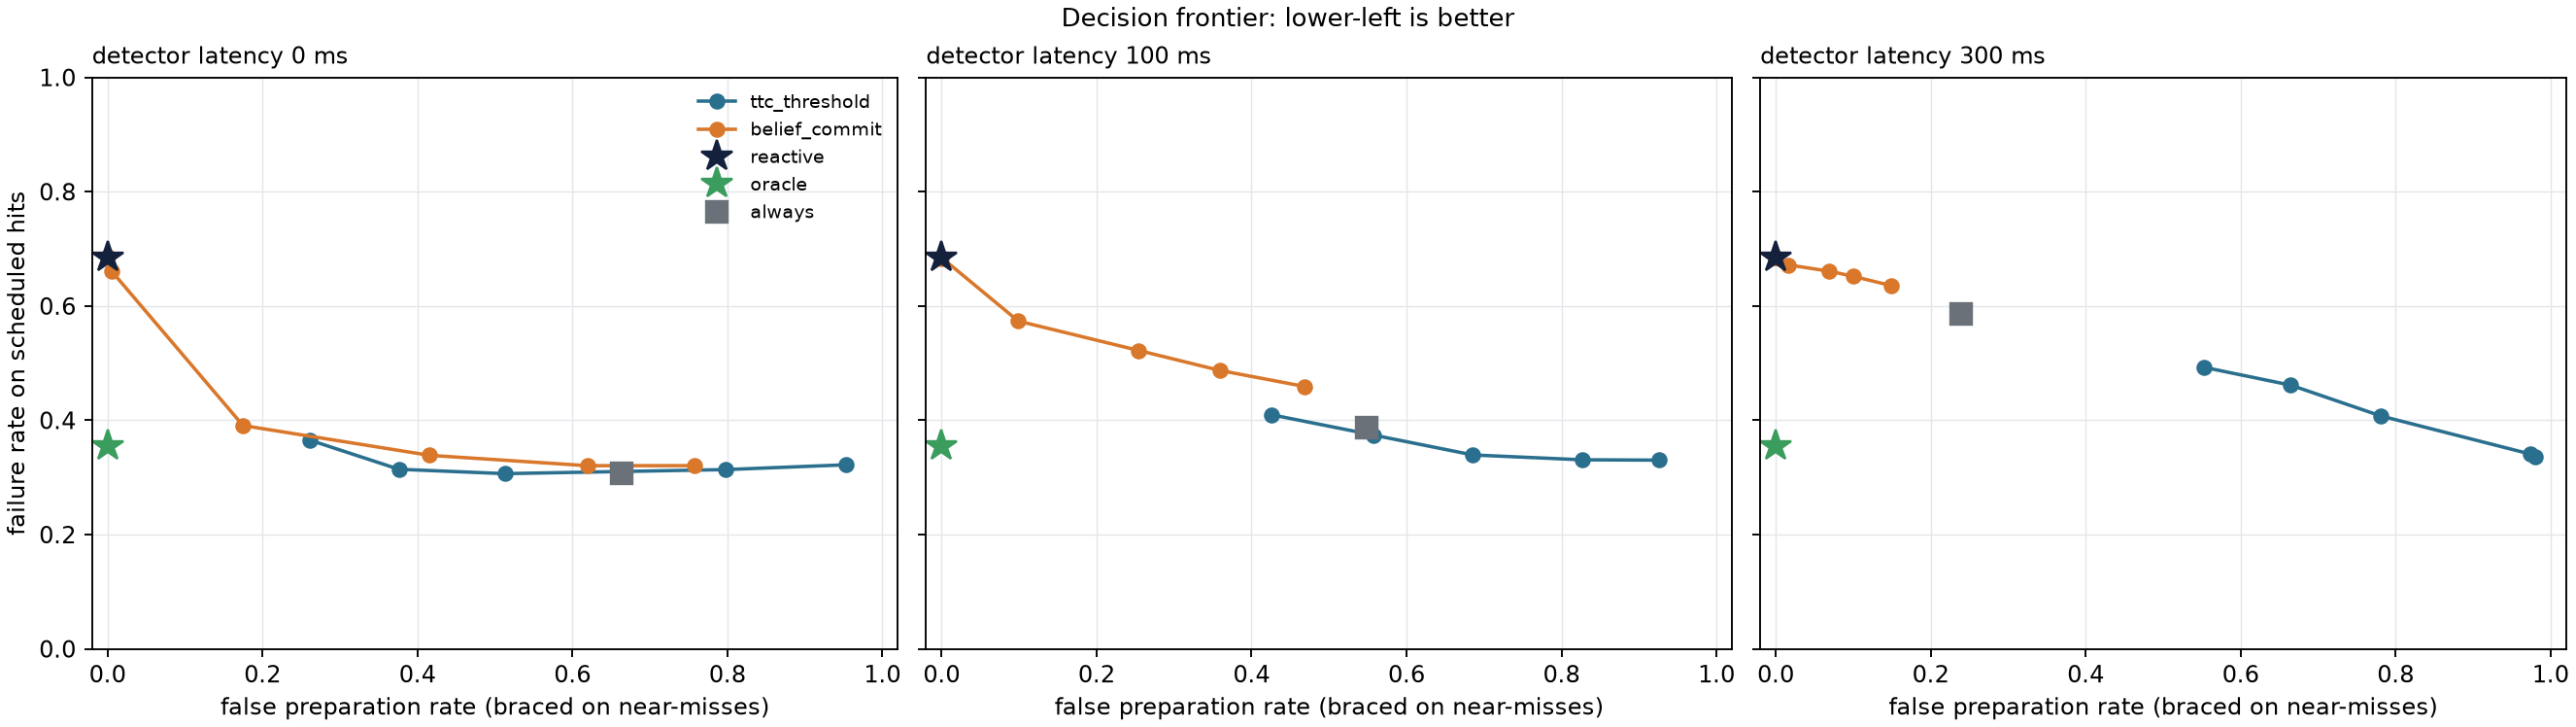 Decision frontier: lower-left is better
detector latency 0 ms
detector latency 100 ms
detector latency 300 ms
failure rate on scheduled hits
1.0
0.8
0.6
0.4
0.2
0.0
ttc_threshold
belief_commit
reactive
oracle
always
0.0 0.2 0.4 0.6 0.8 1.0
0.0 0.2 0.4 0.6 0.8 1.0
0.0 0.2 0.4 0.6 0.8 1.0
false preparation rate (braced on near-misses)
false preparation rate (braced on near-misses)
false preparation rate (braced on near-misses)